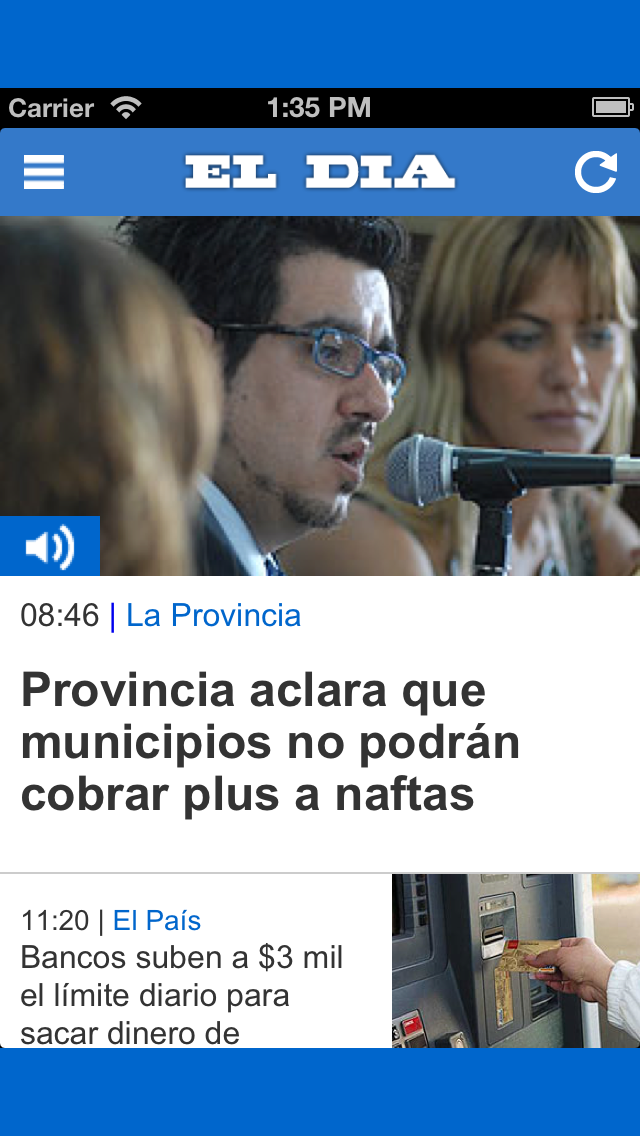 Carrier 1:35 PM
EL DIA
08:46 | La Provincia
Provincia aclara que
municipios no podrán
cobrar plus a naftas
11:20 | El País
Bancos suben a $3 mil
el límite diario para
sacar dinero de